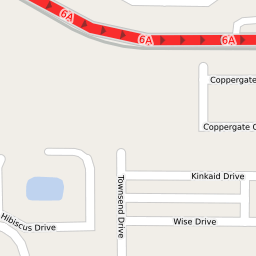 6A
6A
6A
Coppergate
Coppergate C
Kinkaid Drive
Townsend Drive
Wise Drive
Hibiscus Drive